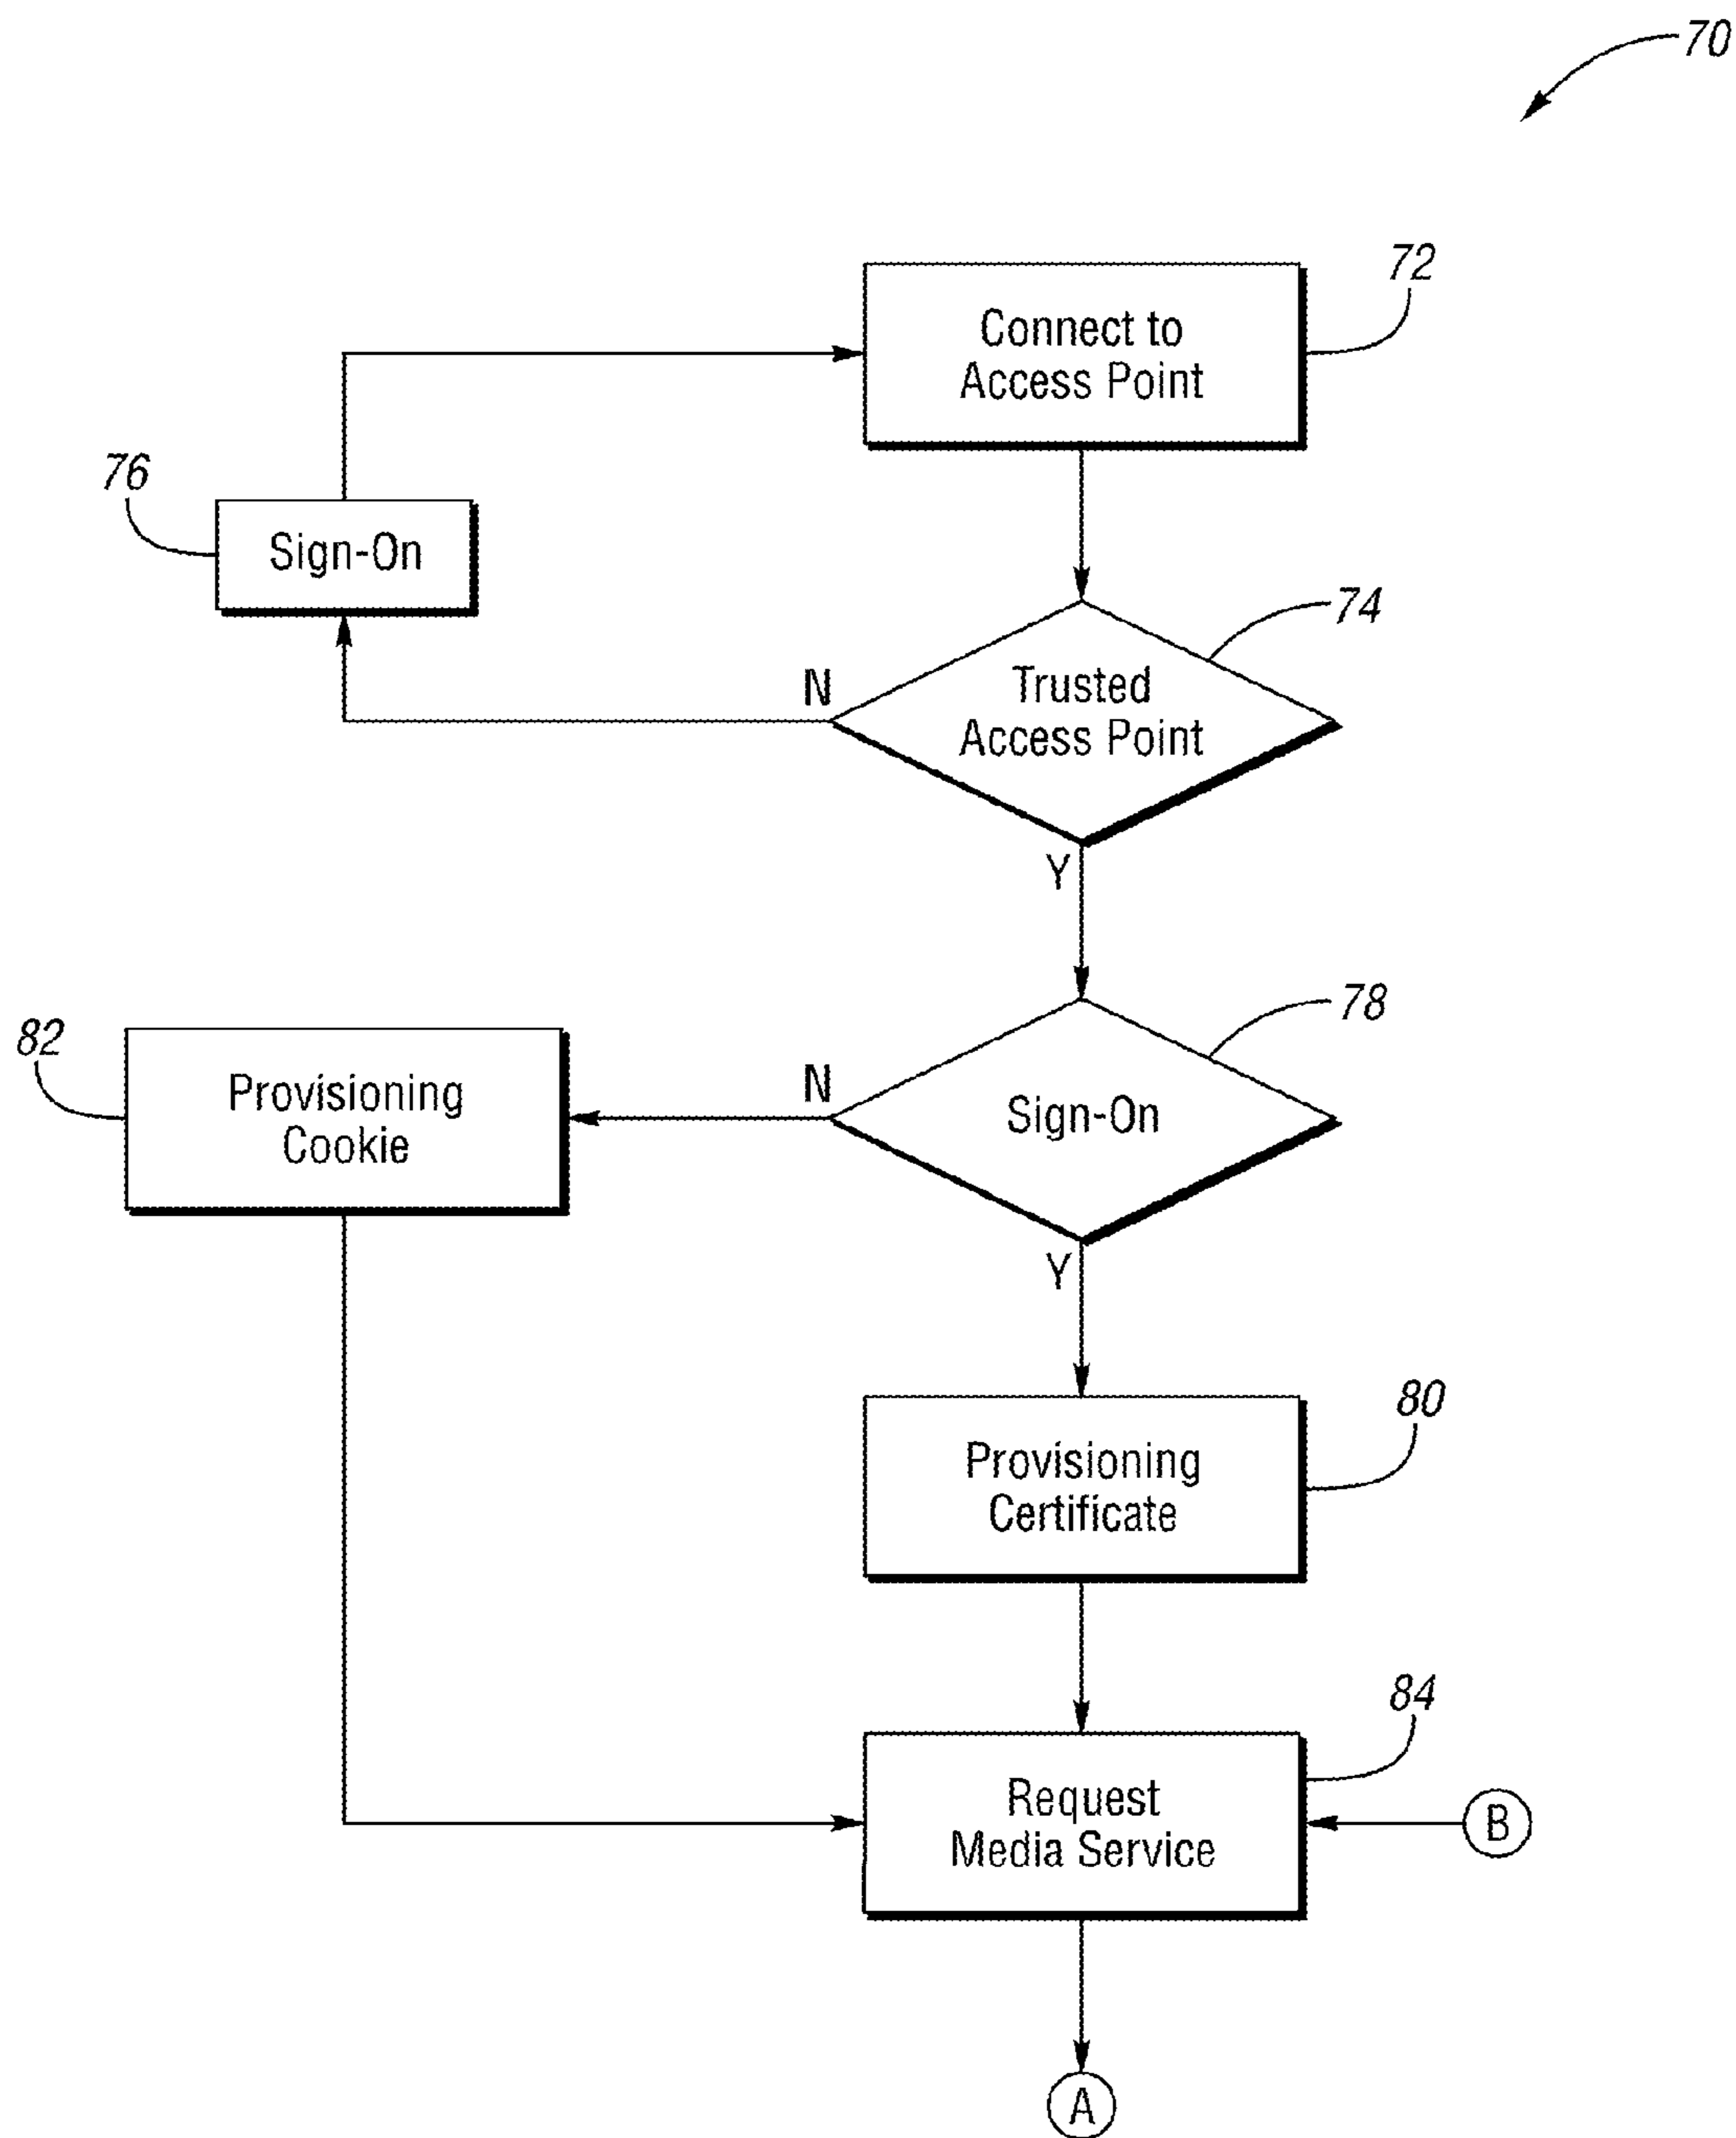 70
72
Connect to
Access Point
76
Sign-On
74
N
Trusted
Access Point
Y
78
82
Provisioning
Cookie
N
Sign-On
Y
80
Provisioning
Certificate
84
Request
Media Service
B
A